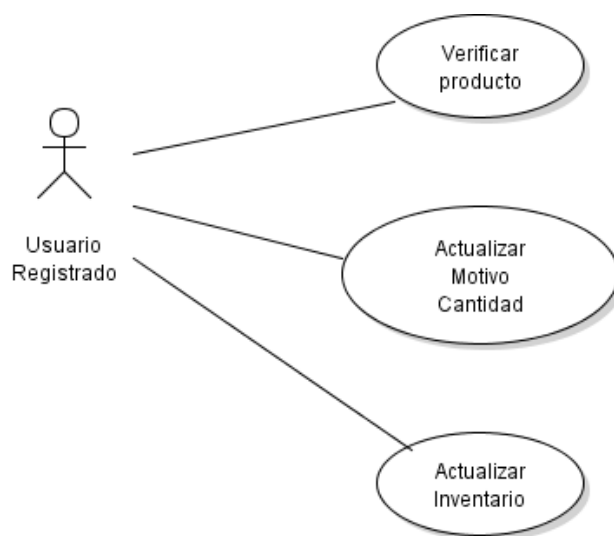 Verificar
producto
Usuario
Registrado
Actualizar
Motivo
Cantidad
Actualizar
Inventario